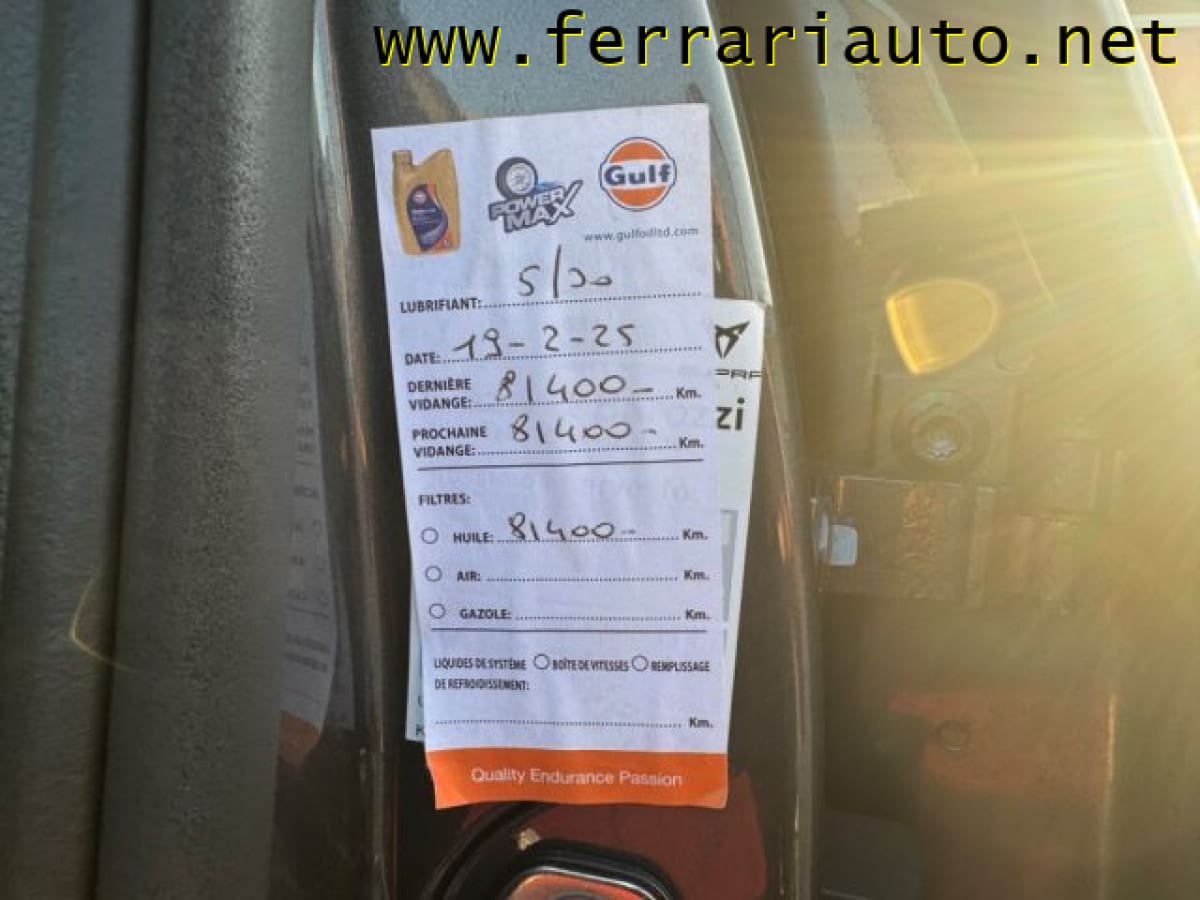 www.ferrariauto.net
POWER MAX
Gulf
www.gulfoilltd.com
LUBRIFIANT: 5/30
DATE: 19-2-25
DERNIÈRE
VIDANGE: 81400- Km.
PROCHAINE
VIDANGE: 81400- Km.
FILTRES:
HUILE: 81400- Km.
AIR: Km.
GAZOLE: Km.
LIQUIDES DE SYSTÈME BOÎTE DE VITESSES REMPLISSAGE
DE REFROIDISSEMENT:
Km.
Quality Endurance Passion
PRF
zi
K